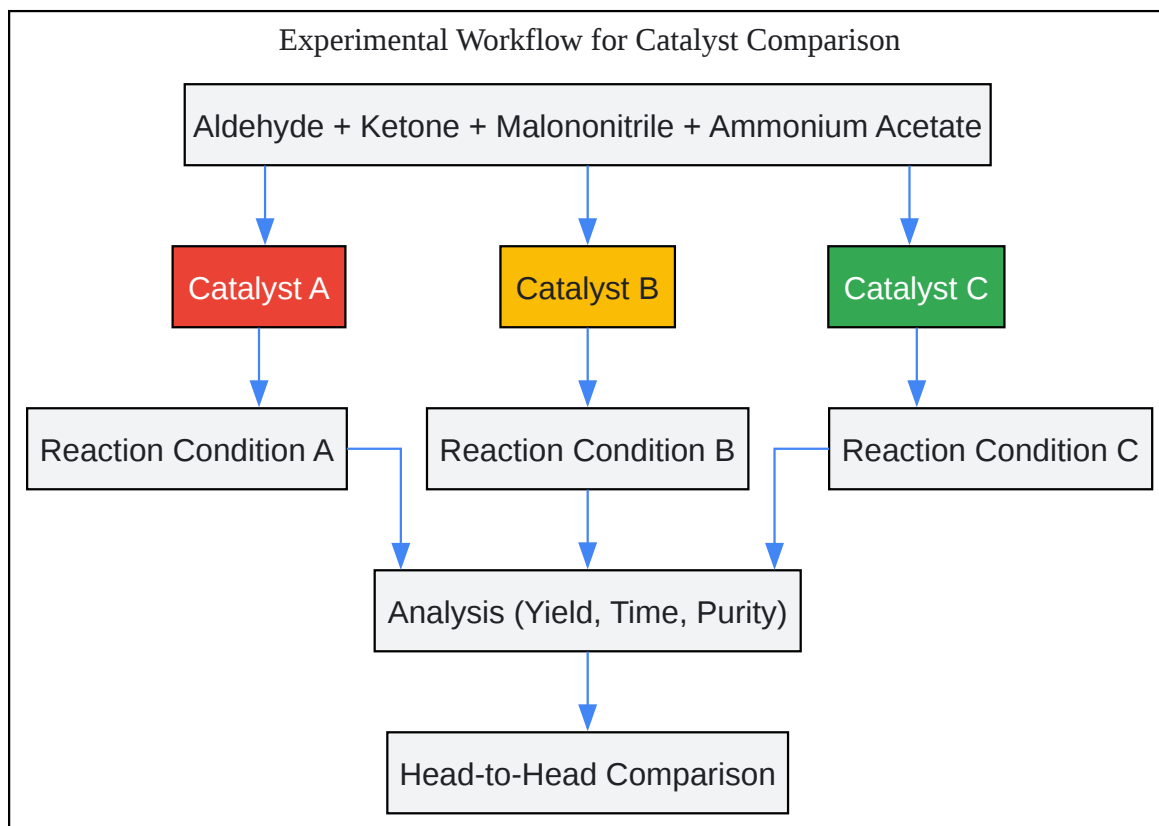 Experimental Workflow for Catalyst Comparison
Aldehyde + Ketone + Malononitrile + Ammonium Acetate
Catalyst A
Catalyst B
Catalyst C
Reaction Condition A
Reaction Condition B
Reaction Condition C
Analysis (Yield, Time, Purity)
Head-to-Head Comparison